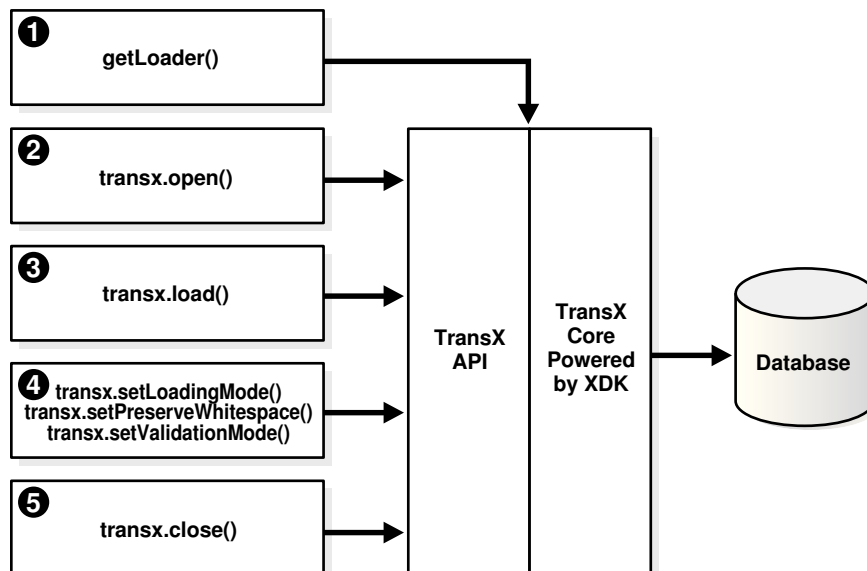 1
getLoader()
2
transx.open()
3
transx.load()
4
transx.setLoadingMode()
transx.setPreserveWhitespace()
transx.setValidationMode()
5
transx.close()
TransX
API
TransX
Core
Powered
by XDK
Database